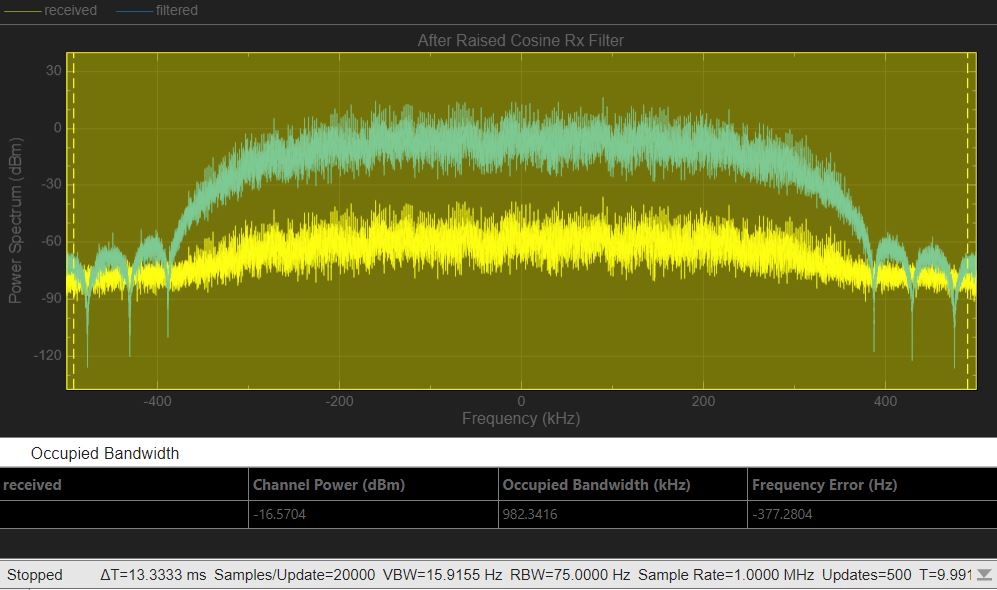 received filtered
After Raised Cosine Rx Filter
30
0
-30
-60
-90
-120
Power Spectrum (dBm)
-400 -200 0 200 400
Frequency (kHz)
Occupied Bandwidth
received Channel Power (dBm) Occupied Bandwidth (kHz) Frequency Error (Hz)
-16.5704 982.3416 -377.2804
Stopped ΔT=13.3333 ms Samples/Update=20000 VBW=15.9155 Hz RBW=75.0000 Hz Sample Rate=1.0000 MHz Updates=500 T=9.991